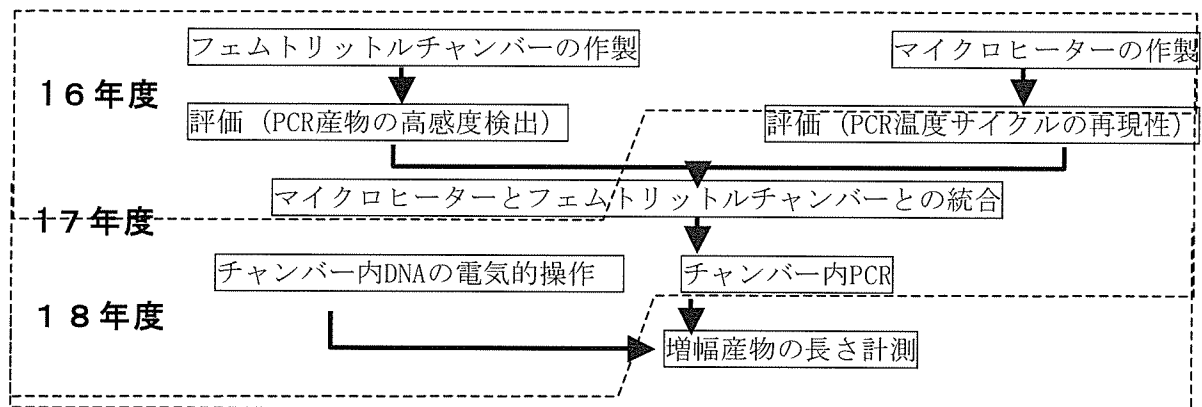 フェムトリットルチャンバーの作製
マイクロヒーターの作製
16年度
評価（PCR産物の高感度検出）
評価（PCR温度サイクルの再現性）
マイクロヒーターとフェムトリットルチャンバーとの統合
17年度
チャンバー内DNAの電気的操作
チャンバー内PCR
18年度
増幅産物の長さ計測